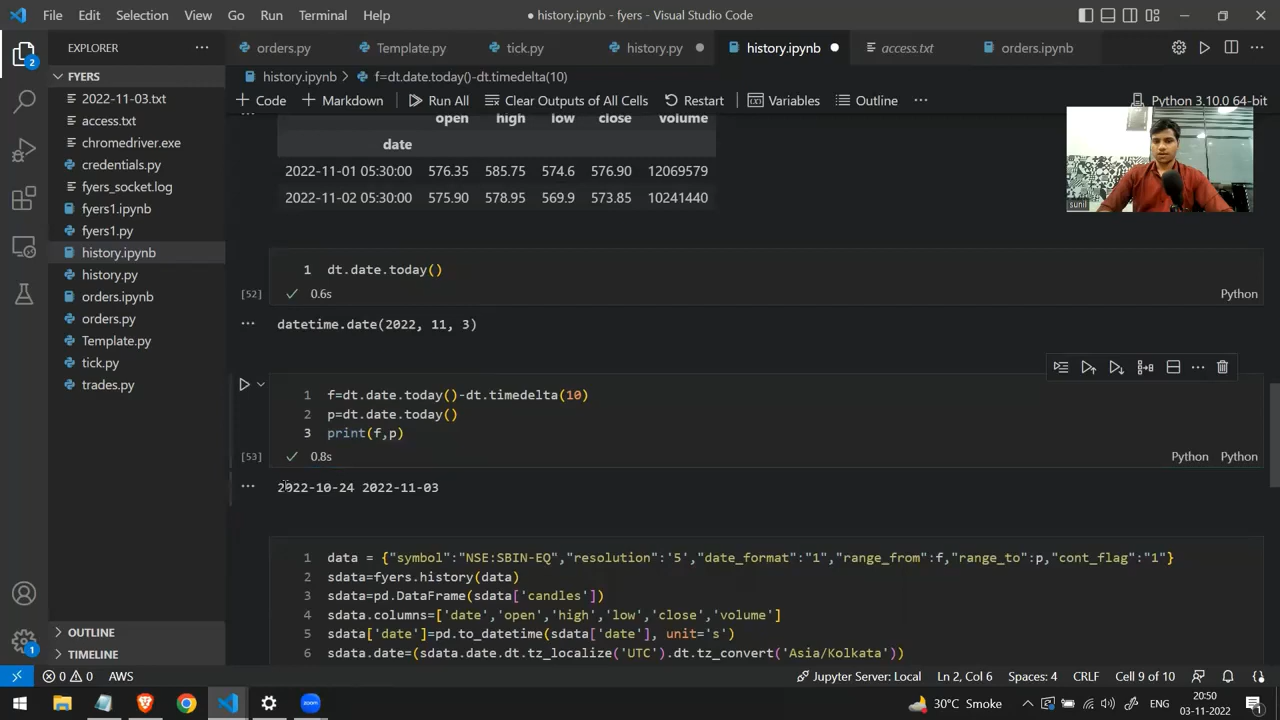 File Edit Selection View Go Run Terminal Help
● history.ipynb - fyers - Visual Studio Code
EXPLORER
orders.py Template.py tick.py history.py history.ipynb access.txt orders.ipynb
FYERS
history.ipynb > f=dt.date.today()-dt.timedelta(10)
2022-11-03.txt
access.txt
chromedriver.exe
credentials.py
fyers_socket.log
fyers1.ipynb
fyers1.py
history.ipynb
history.py
orders.ipynb
orders.py
Template.py
tick.py
trades.py
OUTLINE
TIMELINE
2
1
+ Code + Markdown Run All Clear Outputs of All Cells Restart Variables Outline ... Python 3.10.0 64-bit
sunil
open high low close volume
date
2022-11-01 05:30:00 576.35 585.75 574.6 576.90 12069579
2022-11-02 05:30:00 575.90 578.95 569.9 573.85 10241440
1 dt.date.today()
[52] 0.6s Python
datetime.date(2022, 11, 3)
1 f=dt.date.today()-dt.timedelta(10)
2 p=dt.date.today()
3 print(f,p)
[53] 0.8s Python Python
2022-10-24 2022-11-03
1 data = {"symbol":"NSE:SBIN-EQ","resolution":'5',"date_format":"1","range_from":f,"range_to":p,"cont_flag":"1"}
2 sdata=fyers.history(data)
3 sdata=pd.DataFrame(sdata['candles'])
4 sdata.columns=['date','open','high','low','close','volume']
5 sdata['date']=pd.to_datetime(sdata['date'], unit='s')
6 sdata.date=(sdata.date.dt.tz_localize('UTC').dt.tz_convert('Asia/Kolkata'))
0 0 AWS Jupyter Server: Local Ln 2, Col 6 Spaces: 4 CRLF Cell 9 of 10
zoom 30°C Smoke ENG 20:50
03-11-2022 1